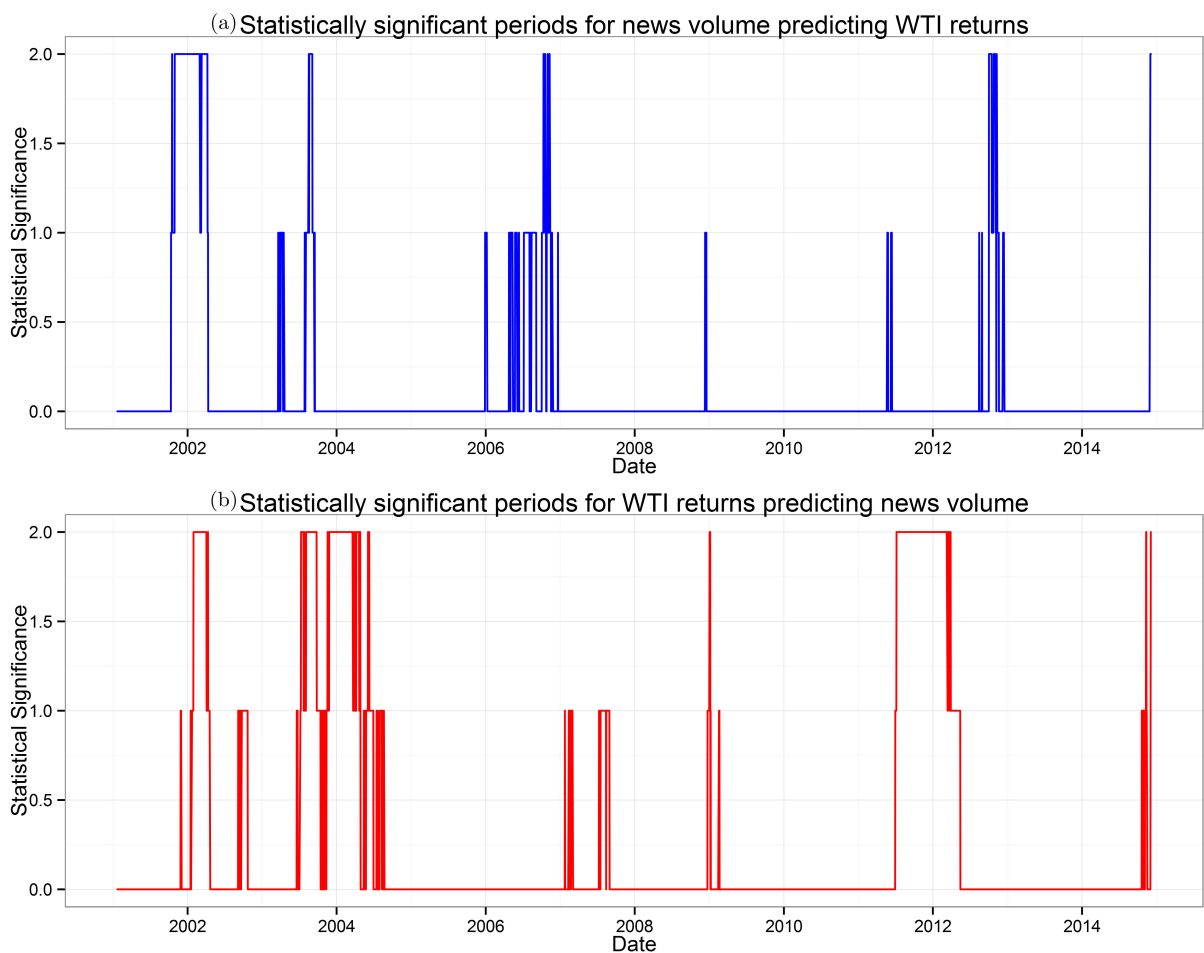 (a) Statistically significant periods for news volume predicting WTI returns
Statistical Significance
2.0
1.5
1.0
0.5
0.0
2002 2004 2006 2008 2010 2012 2014
Date
(b) Statistically significant periods for WTI returns predicting news volume
Statistical Significance
2.0
1.5
1.0
0.5
0.0
2002 2004 2006 2008 2010 2012 2014
Date